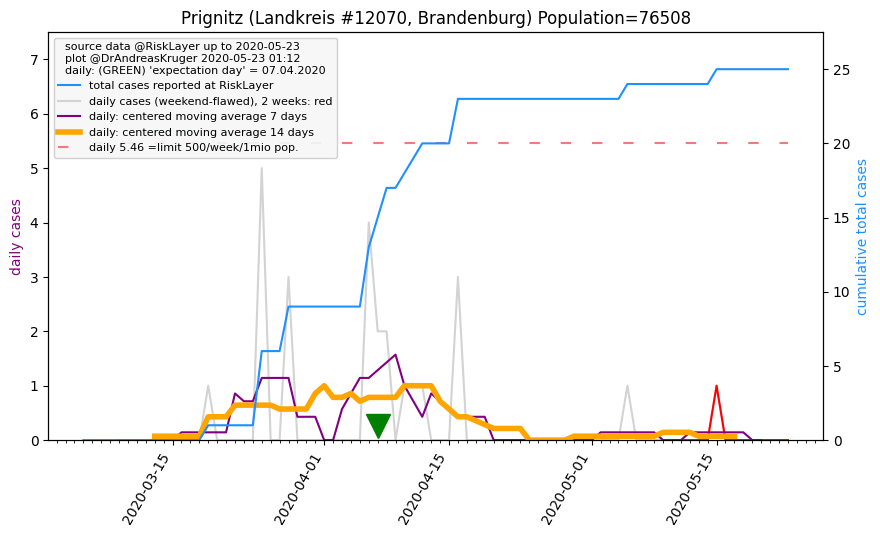 Prignitz (Landkreis #12070, Brandenburg) Population=76508
source data @RiskLayer up to 2020-05-23
plot @DrAndreasKruger 2020-05-23 01:12
daily: (GREEN) 'expectation day' = 07.04.2020
total cases reported at RiskLayer
daily cases (weekend-flawed), 2 weeks: red
daily: centered moving average 7 days
daily: centered moving average 14 days
daily 5.46 =limit 500/week/1mio pop.
daily cases
7
6
5
4
3
2
1
0
cumulative total cases
25
20
15
10
5
0
2020-03-15
2020-04-01
2020-04-15
2020-05-01
2020-05-15